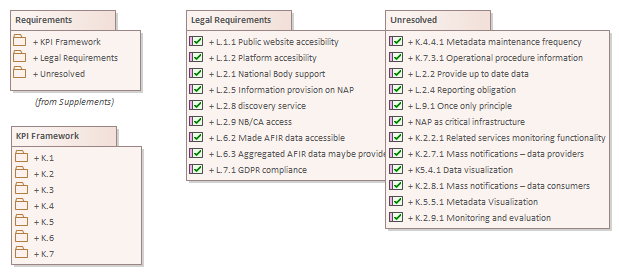 Requirements
+ KPI Framework
+ Legal Requirements
+ Unresolved
(from Supplements)
KPI Framework
+ K.1
+ K.2
+ K.3
+ K.4
+ K.5
+ K.6
+ K.7
Legal Requirements
+ L.1.1 Public website accesibility
+ L.1.2 Platform accesibility
+ L.2.1 National Body support
+ L.2.5 Information provision on NAP
+ L.2.8 discovery service
+ L.2.9 NB/CA access
+ L.6.2 Made AFIR data accessible
+ L.6.3 Aggregated AFIR data maybe provide
+ L.7.1 GDPR compliance
Unresolved
+ K.4.4.1 Metadata maintenance frequency
+ K.7.3.1 Operational procedure information
+ L.2.2 Provide up to date data
+ L.2.4 Reporting obligation
+ L.9.1 Once only principle
+ NAP as critical infrastructure
+ K.2.2.1 Related services monitoring functionality
+ K.2.7.1 Mass notifications – data providers
+ K5.4.1 Data visualization
+ K.2.8.1 Mass notifications – data consumers
+ K.5.5.1 Metadata Visualization
+ K.2.9.1 Monitoring and evaluation